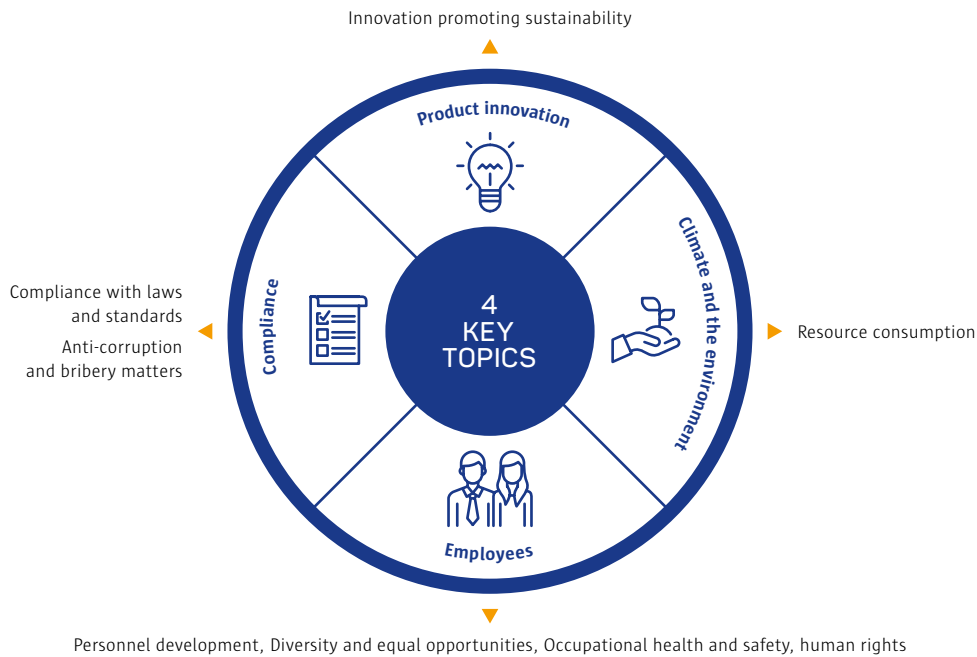 Innovation promoting sustainability
Product innovation
Compliance with laws
and standards
Anti-corruption
and bribery matters
Compliance
4
KEY
TOPICS
Climate and the environment
Resource consumption
Employees
Personnel development, Diversity and equal opportunities, Occupational health and safety, human rights